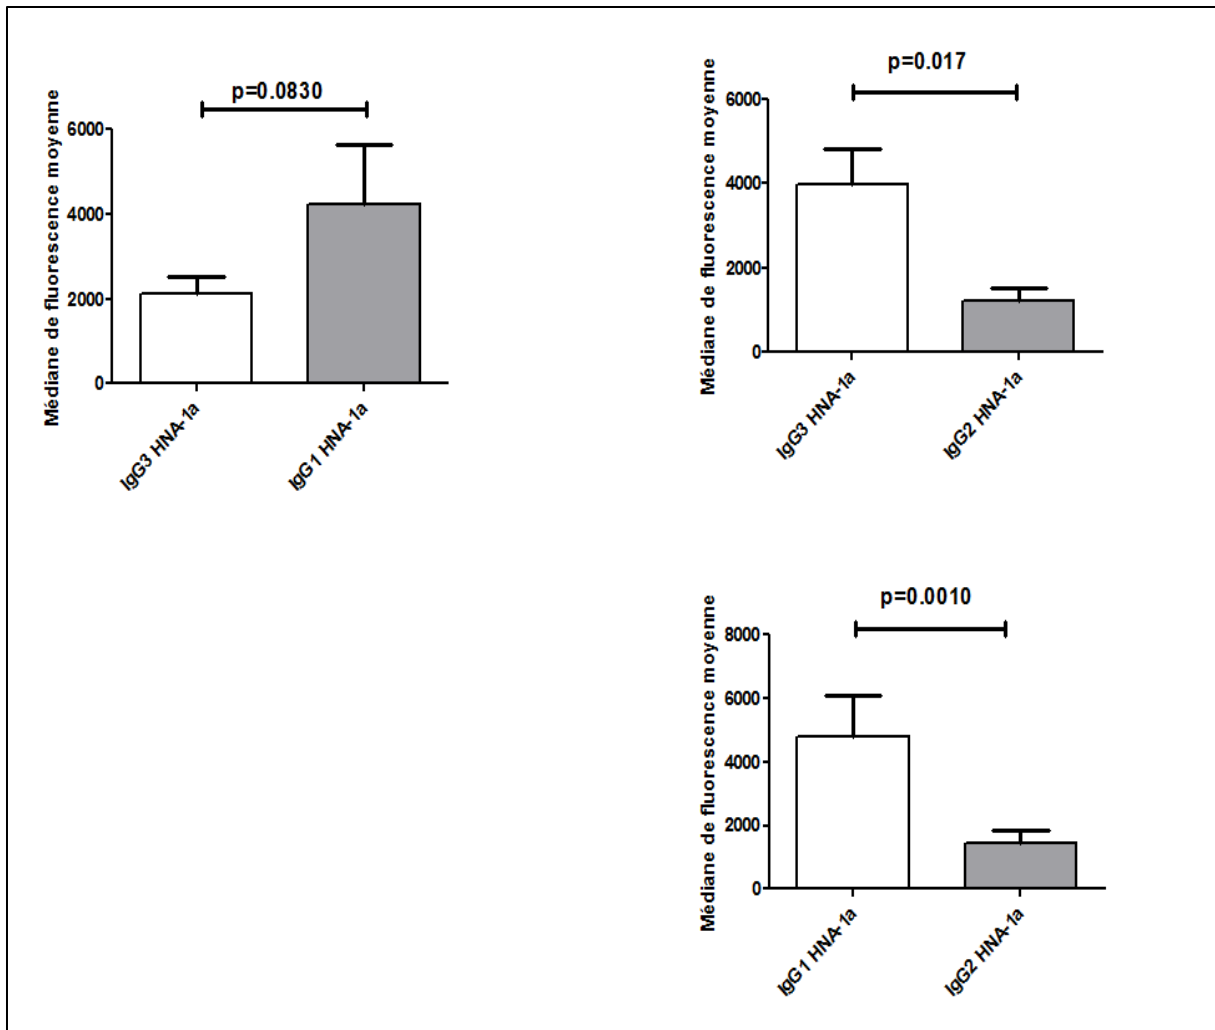 p=0.0830
Médiane de fluorescence moyenne
6000
4000
2000
0
IgG3 HNA-1a
IgG1 HNA-1a
p=0.017
Médiane de fluorescence moyenne
6000
4000
2000
0
IgG3 HNA-1a
IgG2 HNA-1a
p=0.0010
Médiane de fluorescence moyenne
8000
6000
4000
2000
0
IgG1 HNA-1a
IgG2 HNA-1a